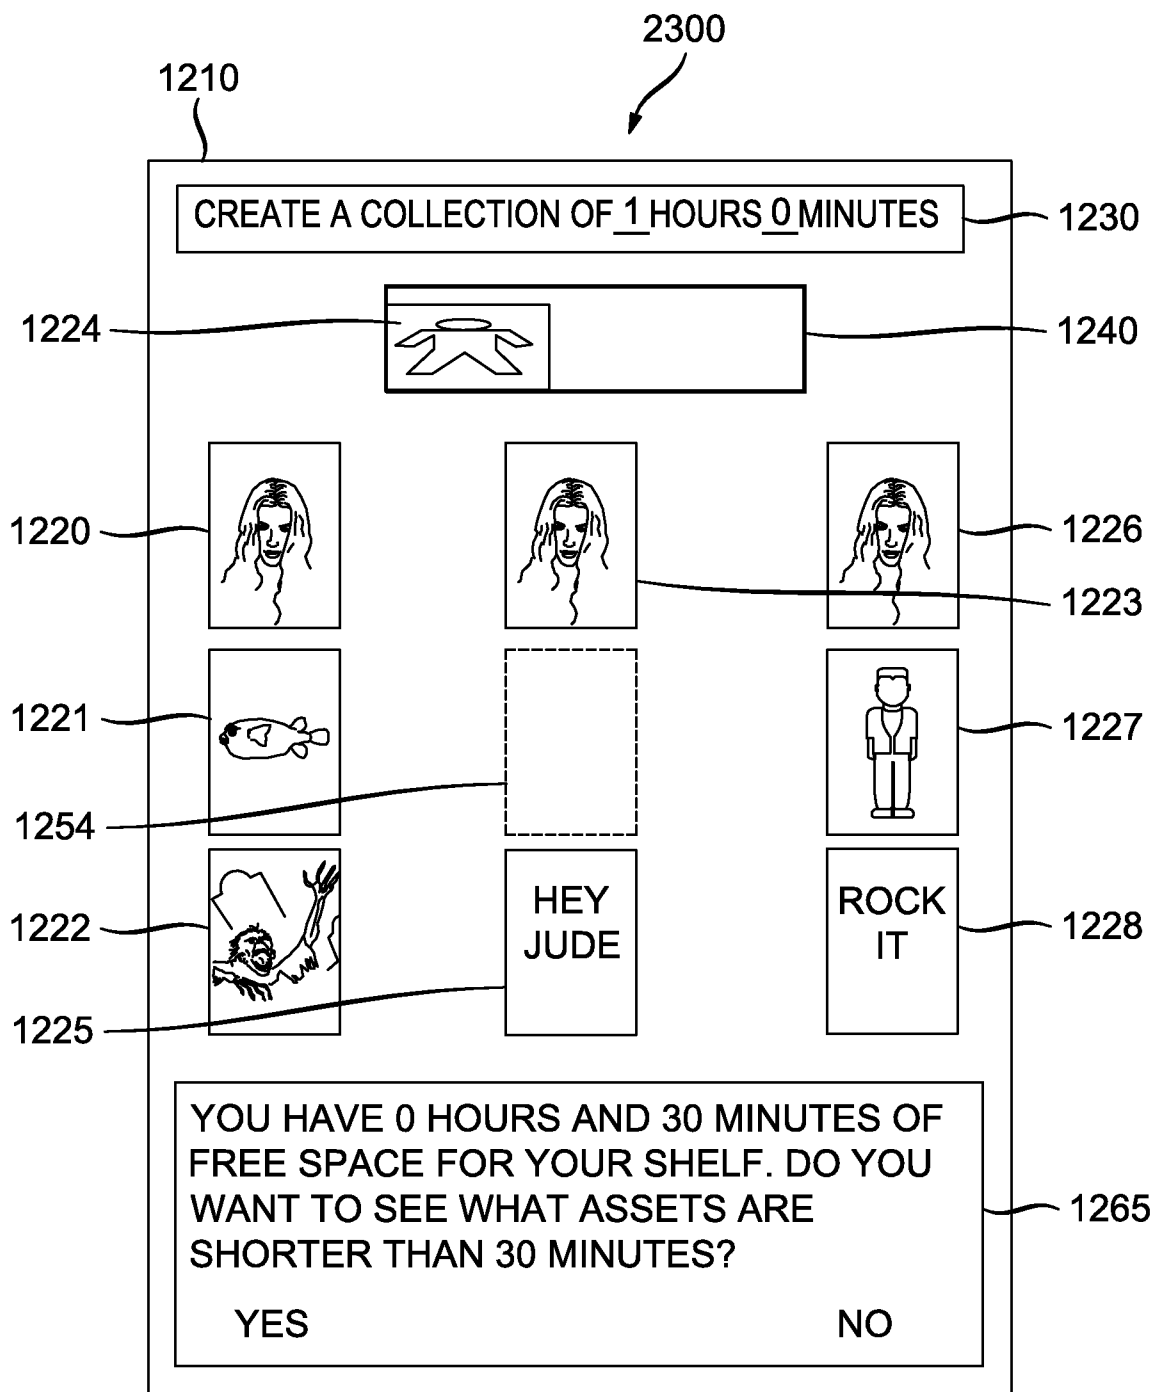 2300
1210
CREATE A COLLECTION OF 1 HOURS 0 MINUTES
1230
1224
1240
1220
1226
1223
1221
1227
1254
1222
HEY
JUDE
ROCK
IT
1228
1225
YOU HAVE 0 HOURS AND 30 MINUTES OF
FREE SPACE FOR YOUR SHELF. DO YOU
WANT TO SEE WHAT ASSETS ARE
SHORTER THAN 30 MINUTES?
1265
YES NO